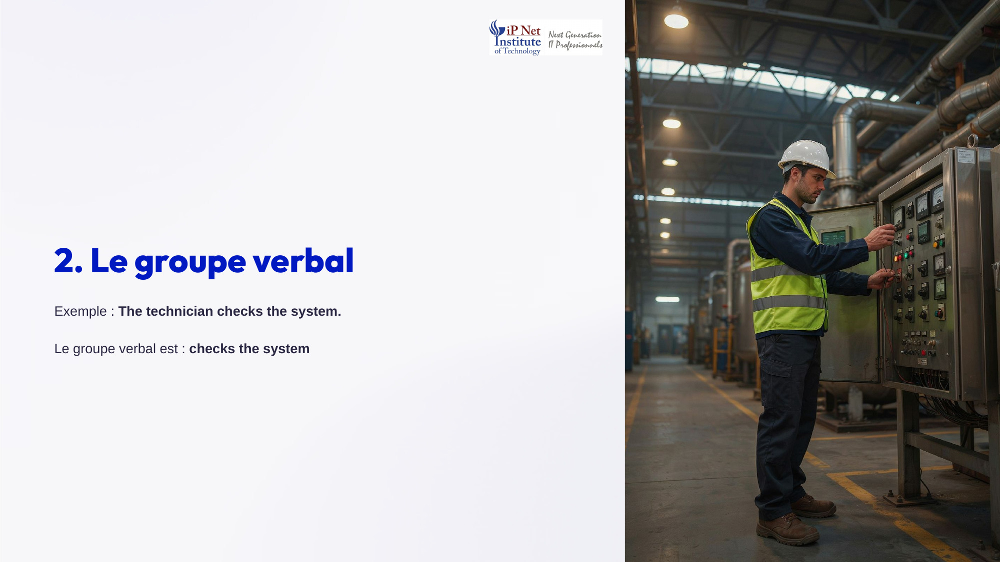 iP Net
Institute
of Technology
Next Generation
IT Professionnels
2. Le groupe verbal
Exemple : The technician checks the system.
Le groupe verbal est : checks the system